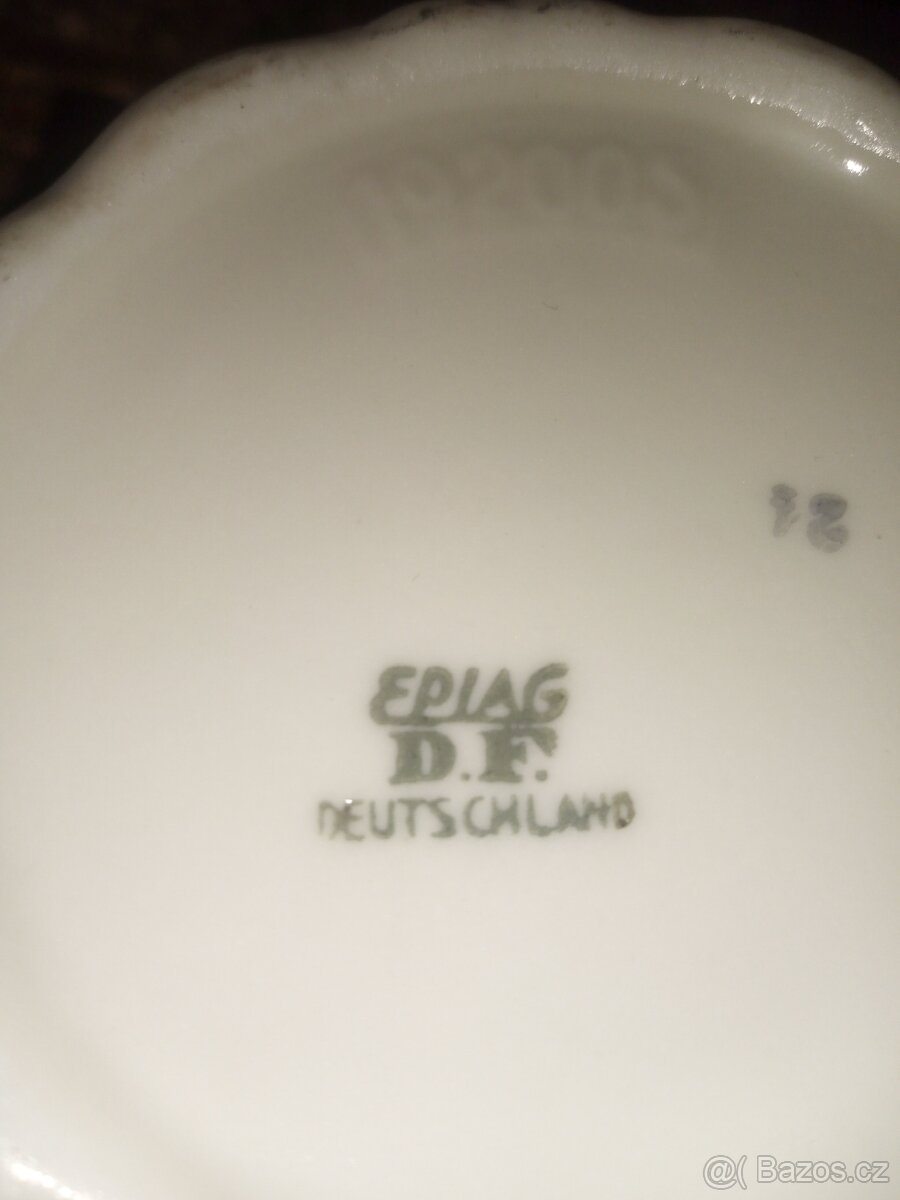 EPIAG
D.F.
DEUTSCHLAND
@( Bazos.cz